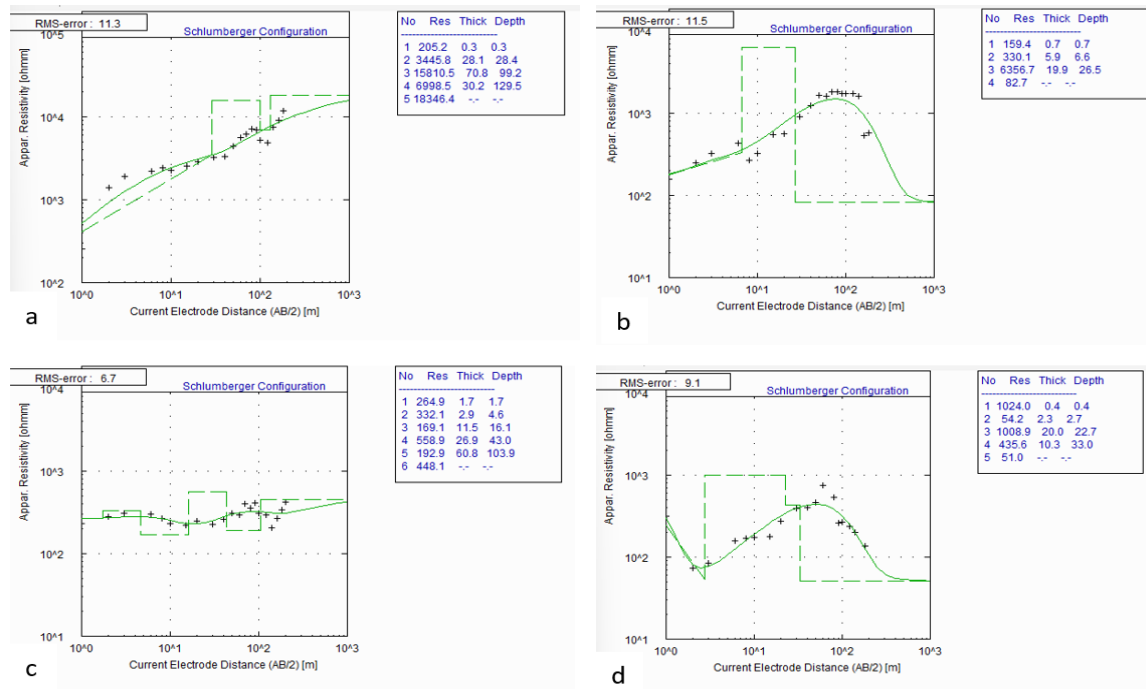 RMS-error : 11.3
Schlumberger Configuration
Appar. Resistivity [ohmm]
10^5
10^4
10^3
10^2
10^0 10^1 10^2 10^3
Current Electrode Distance (AB/2) [m]
No Res Thick Depth
1 205.2 0.3 0.3
2 3445.8 28.1 28.4
3 15810.5 70.8 99.2
4 6998.5 30.2 129.5
5 18346.4 -.- -.-
a
RMS-error : 11.5
Schlumberger Configuration
Appar. Resistivity [ohmm]
10^4
10^3
10^2
10^1
10^0 10^1 10^2 10^3
Current Electrode Distance (AB/2) [m]
No Res Thick Depth
1 159.4 0.7 0.7
2 330.1 5.9 6.6
3 6356.7 19.9 26.5
4 82.7 -.- -.-
b
RMS-error : 6.7
Schlumberger Configuration
Appar. Resistivity [ohmm]
10^4
10^3
10^2
10^1
10^0 10^1 10^2 10^3
Current Electrode Distance (AB/2) [m]
No Res Thick Depth
1 264.9 1.7 1.7
2 332.1 2.9 4.6
3 169.1 11.5 16.1
4 558.9 26.9 43.0
5 192.9 60.8 103.9
6 448.1 -.- -.-
c
RMS-error : 9.1
Schlumberger Configuration
Appar. Resistivity [ohmm]
10^4
10^3
10^2
10^1
10^0 10^1 10^2 10^3
Current Electrode Distance (AB/2) [m]
No Res Thick Depth
1 1024.0 0.4 0.4
2 54.2 2.3 2.7
3 1008.9 20.0 22.7
4 435.6 10.3 33.0
5 51.0 -.- -.-
d